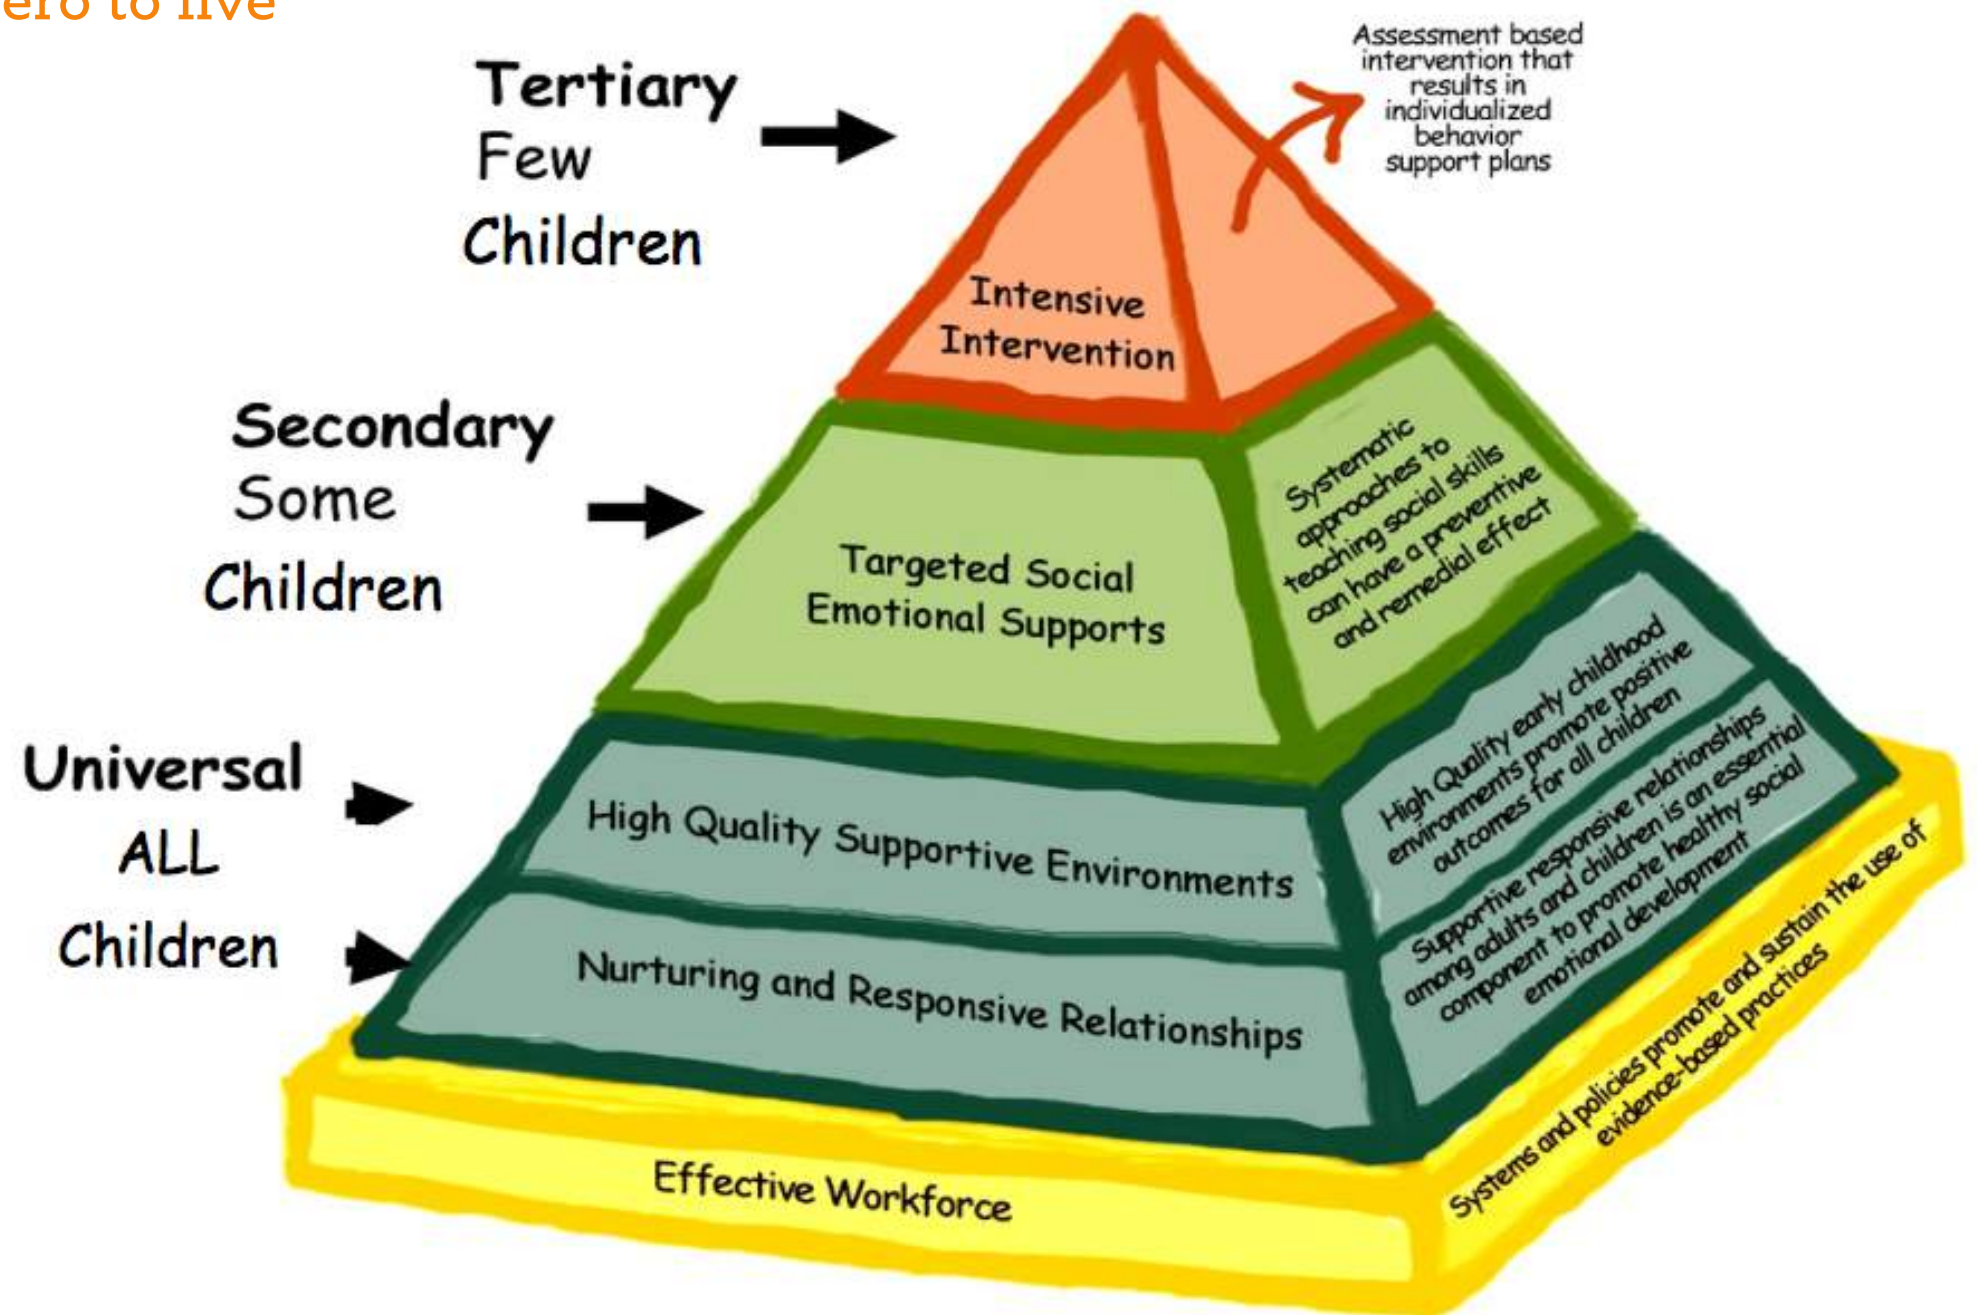 ero to five
Tertiary
Few
Children
Assessment based
intervention that
results in
individualized
behavior
support plans
Intensive
Intervention
Secondary
Some
Children
Targeted Social
Emotional Supports
Systematic
approaches to
teaching social skills
can have a preventive
and remedial effect
Universal
ALL
Children
High Quality Supportive Environments
High Quality early childhood
environments promote positive
outcomes for all children
Nurturing and Responsive Relationships
Supportive responsive relationships
among adults and children is an essential
component to promote healthy social
emotional development
Effective Workforce
Systems and policies promote and sustain the use of
evidence-based practices